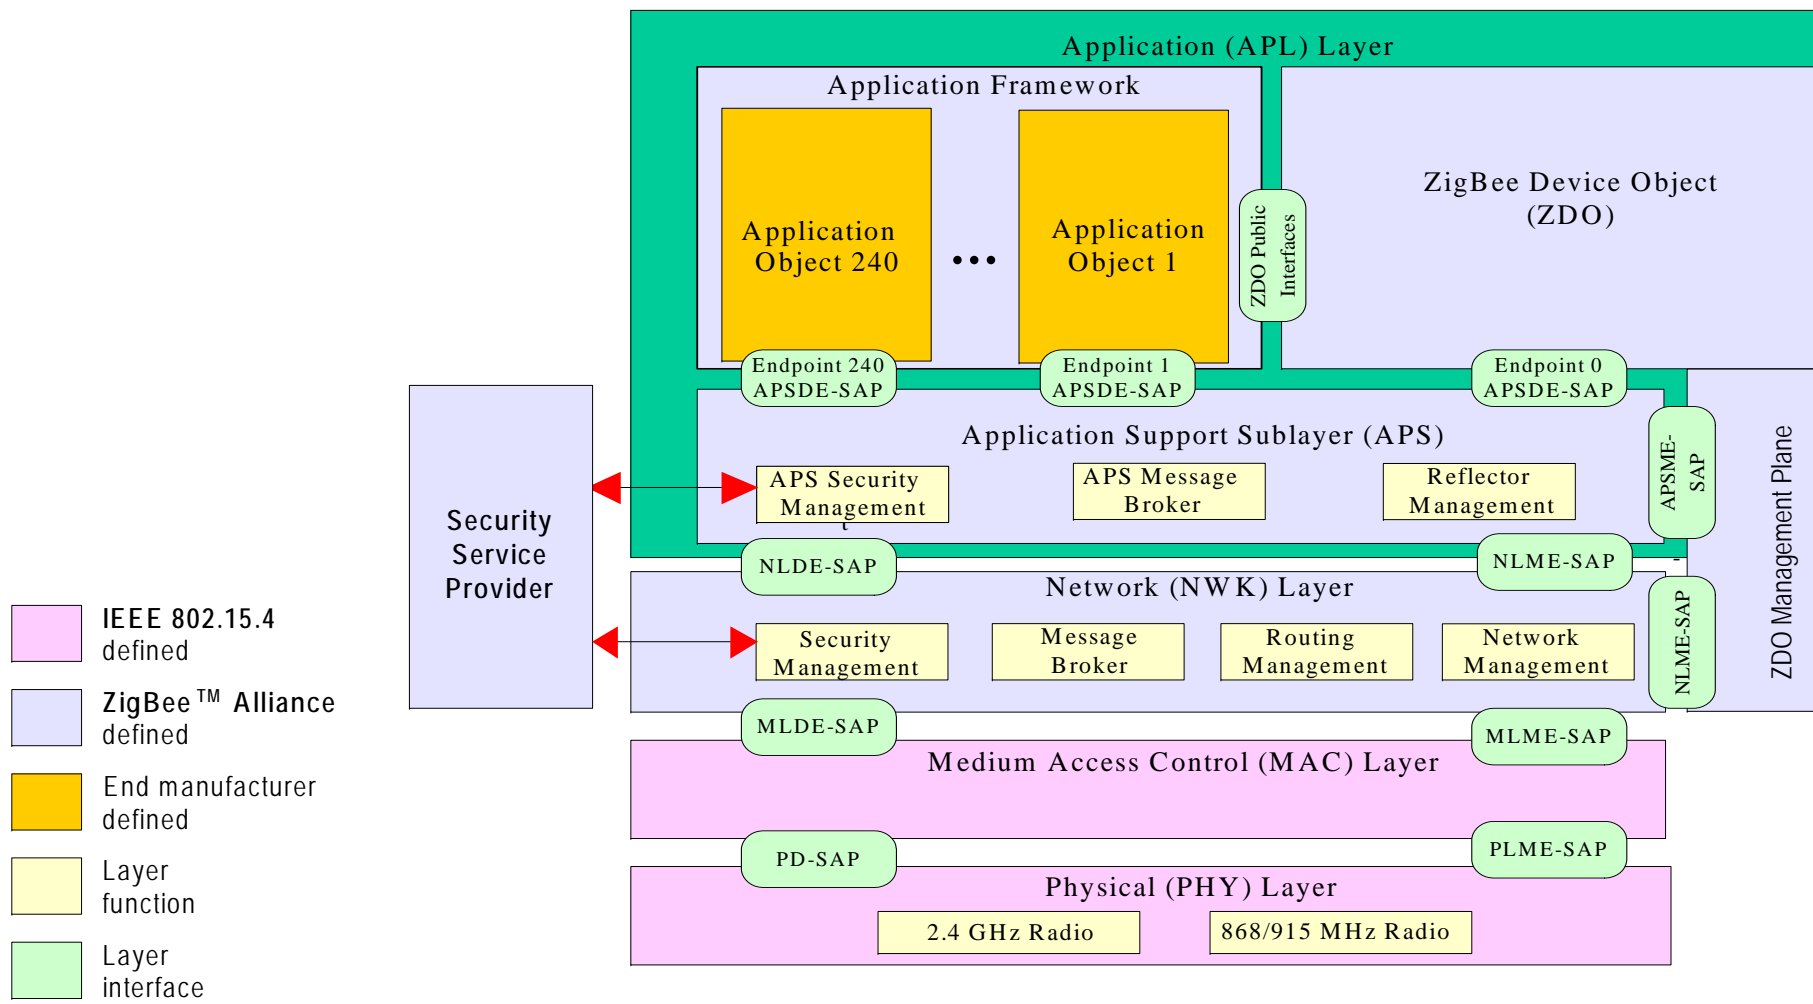 Application (APL) Layer
Application Framework
Application
Object 240
...
Application
Object 1
ZDO Public
Interfaces
ZigBee Device Object
(ZDO)
Endpoint 240
APSDE-SAP
Endpoint 1
APSDE-SAP
Endpoint 0
APSDE-SAP
Application Support Sublayer (APS)
APS Security
Management
APS Message
Broker
Reflector
Management
APSME-
SAP
Security
Service
Provider
ZDO Management Plane
NLDE-SAP
NLME-SAP
Network (NWK) Layer
Security
Management
Message
Broker
Routing
Management
Network
Management
NLME-SAP
MLDE-SAP
MLME-SAP
Medium Access Control (MAC) Layer
PD-SAP
PLME-SAP
Physical (PHY) Layer
2.4 GHz Radio
868/915 MHz Radio
IEEE 802.15.4
defined
ZigBee™ Alliance
defined
End manufacturer
defined
Layer
function
Layer
interface